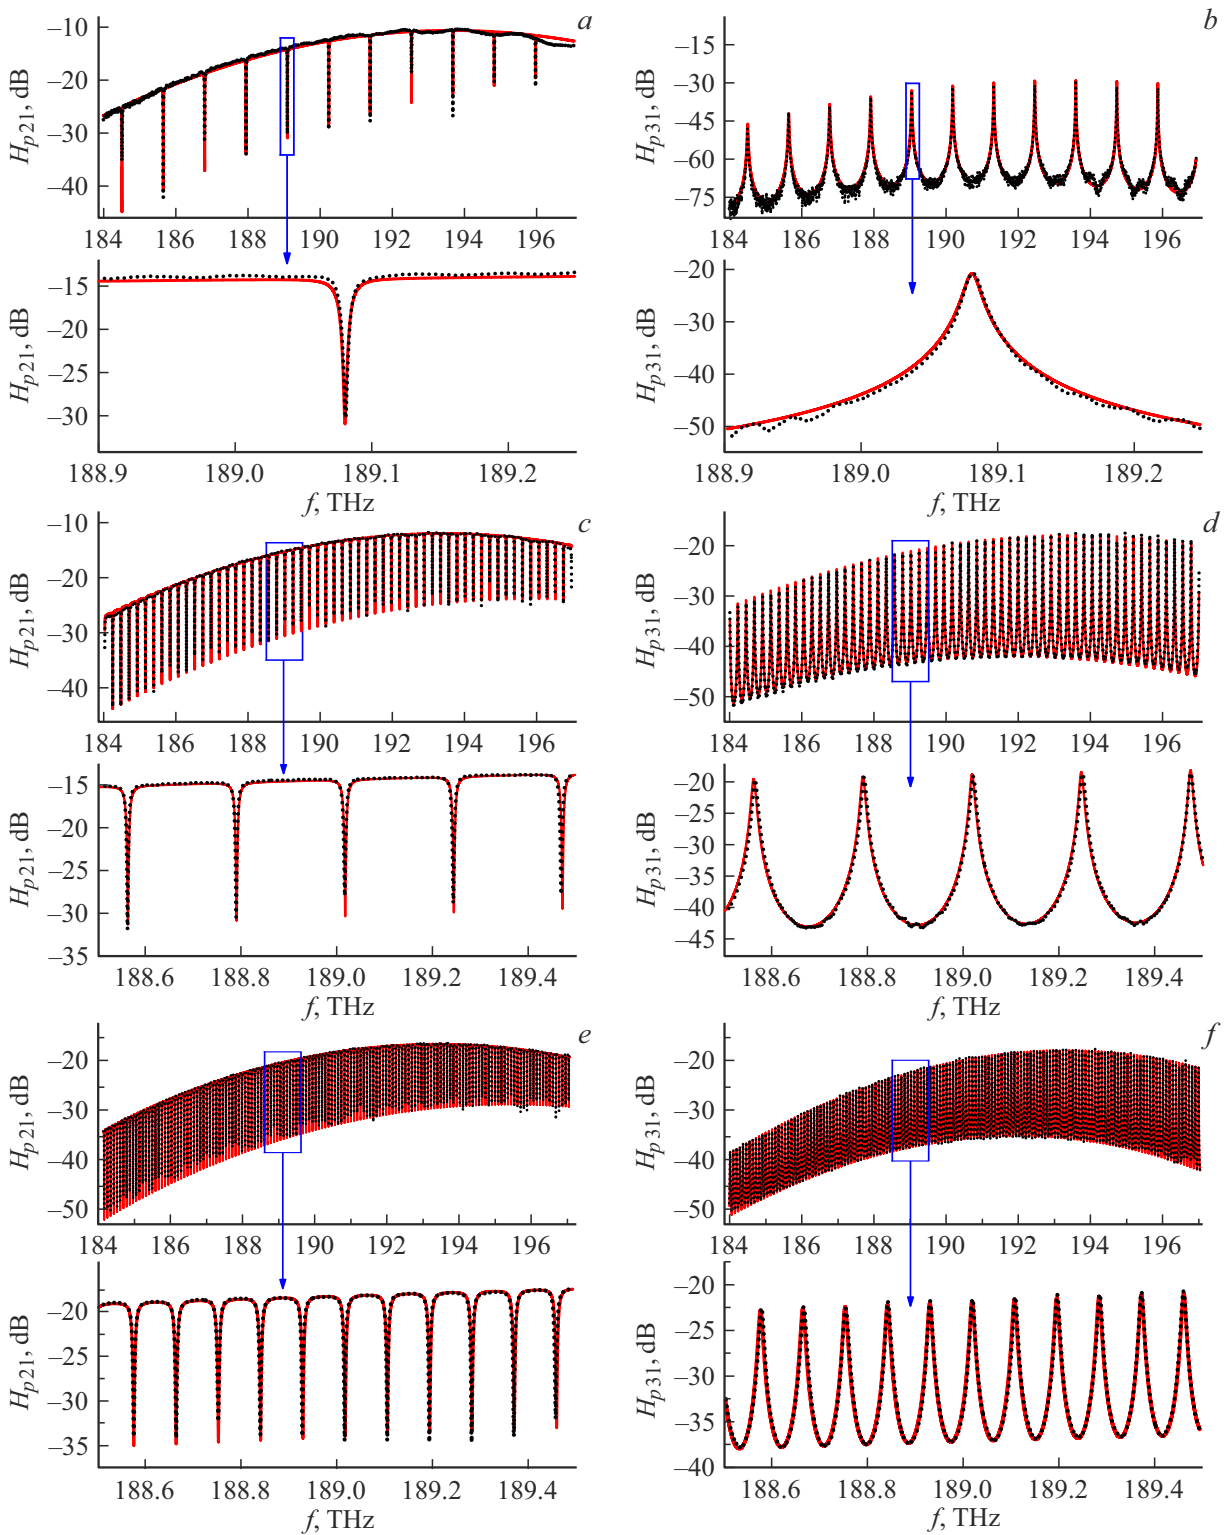 a
−10
−20
−30
−40
H_p21, dB
184 186 188 190 192 194 196
−15
−20
−25
−30
H_p21, dB
188.9 189.0 189.1 189.2
f, THz
b
−15
−30
−45
−60
−75
H_p31, dB
184 186 188 190 192 194 196
−20
−30
−40
−50
H_p31, dB
188.9 189.0 189.1 189.2
f, THz
c
−10
−20
−30
−40
H_p21, dB
184 186 188 190 192 194 196
−15
−20
−25
−30
−35
H_p21, dB
188.6 188.8 189.0 189.2 189.4
f, THz
d
−20
−30
−40
−50
H_p31, dB
184 186 188 190 192 194 196
−20
−25
−30
−35
−40
−45
H_p31, dB
188.6 188.8 189.0 189.2 189.4
f, THz
e
−20
−30
−40
−50
H_p21, dB
184 186 188 190 192 194 196
−20
−25
−30
−35
H_p21, dB
188.6 188.8 189.0 189.2 189.4
f, THz
f
−20
−30
−40
−50
H_p31, dB
184 186 188 190 192 194 196
−20
−25
−30
−35
−40
H_p31, dB
188.6 188.8 189.0 189.2 189.4
f, THz